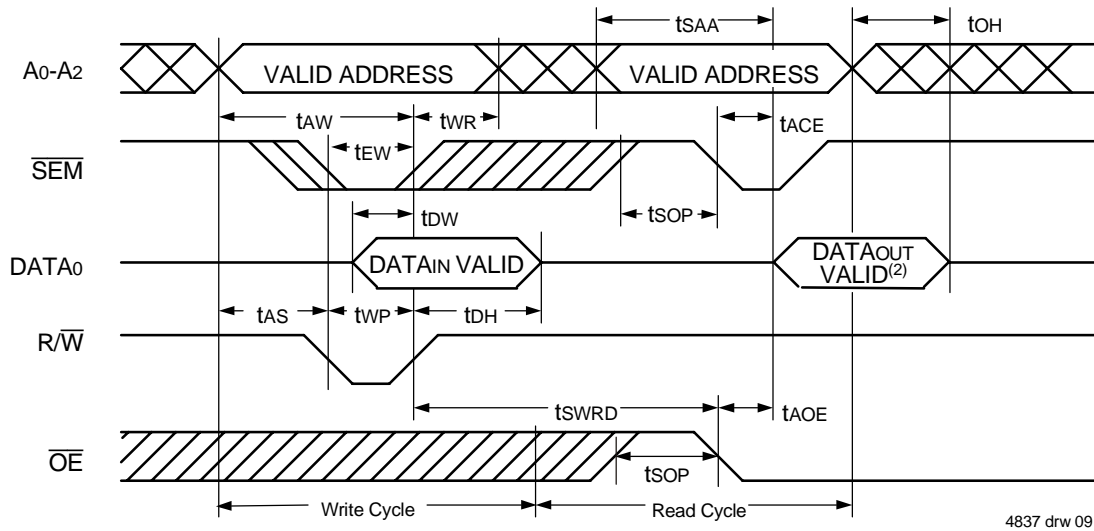 tSAA
tOH
A0-A2
VALID ADDRESS
VALID ADDRESS
tAW
tWR
tACE
tEW
SEM
tSOP
tDW
DATA0
DATAIN VALID
DATAOUT
VALID(2)
tAS
tWP
tDH
R/W
tSWRD
tAOE
OE
tSOP
Write Cycle
Read Cycle
4837 drw 09